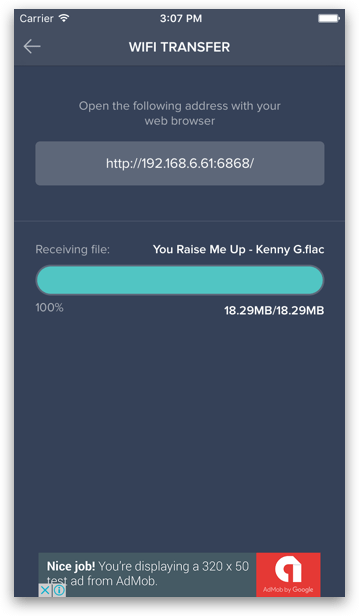 Carrier 3:07 PM
WIFI TRANSFER
Open the following address with your
web browser
http://192.168.6.61:6868/
Receiving file: You Raise Me Up - Kenny G.flac
100% 18.29MB/18.29MB
Nice job! You're displaying a 320 x 50
test ad from AdMob.
AdMob by Google